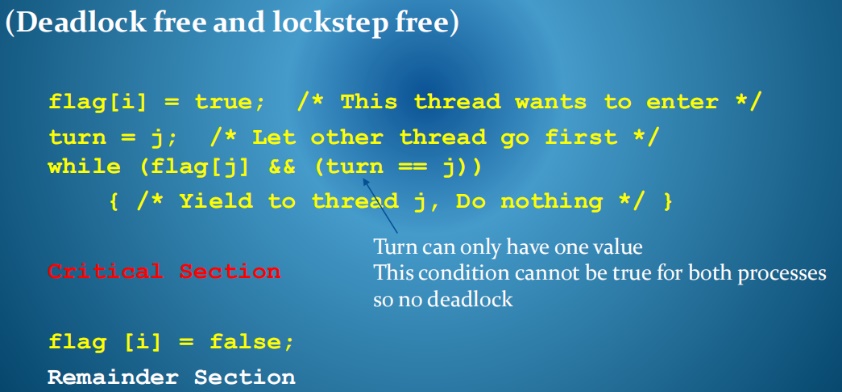 (Deadlock free and lockstep free)
flag[i] = true;  /* This thread wants to enter */
turn = j;  /* Let other thread go first */
while (flag[j] && (turn == j))
{ /* Yield to thread j, Do nothing */ }
Turn can only have one value
This condition cannot be true for both processes
so no deadlock
Critical Section
flag [i] = false;
Remainder Section